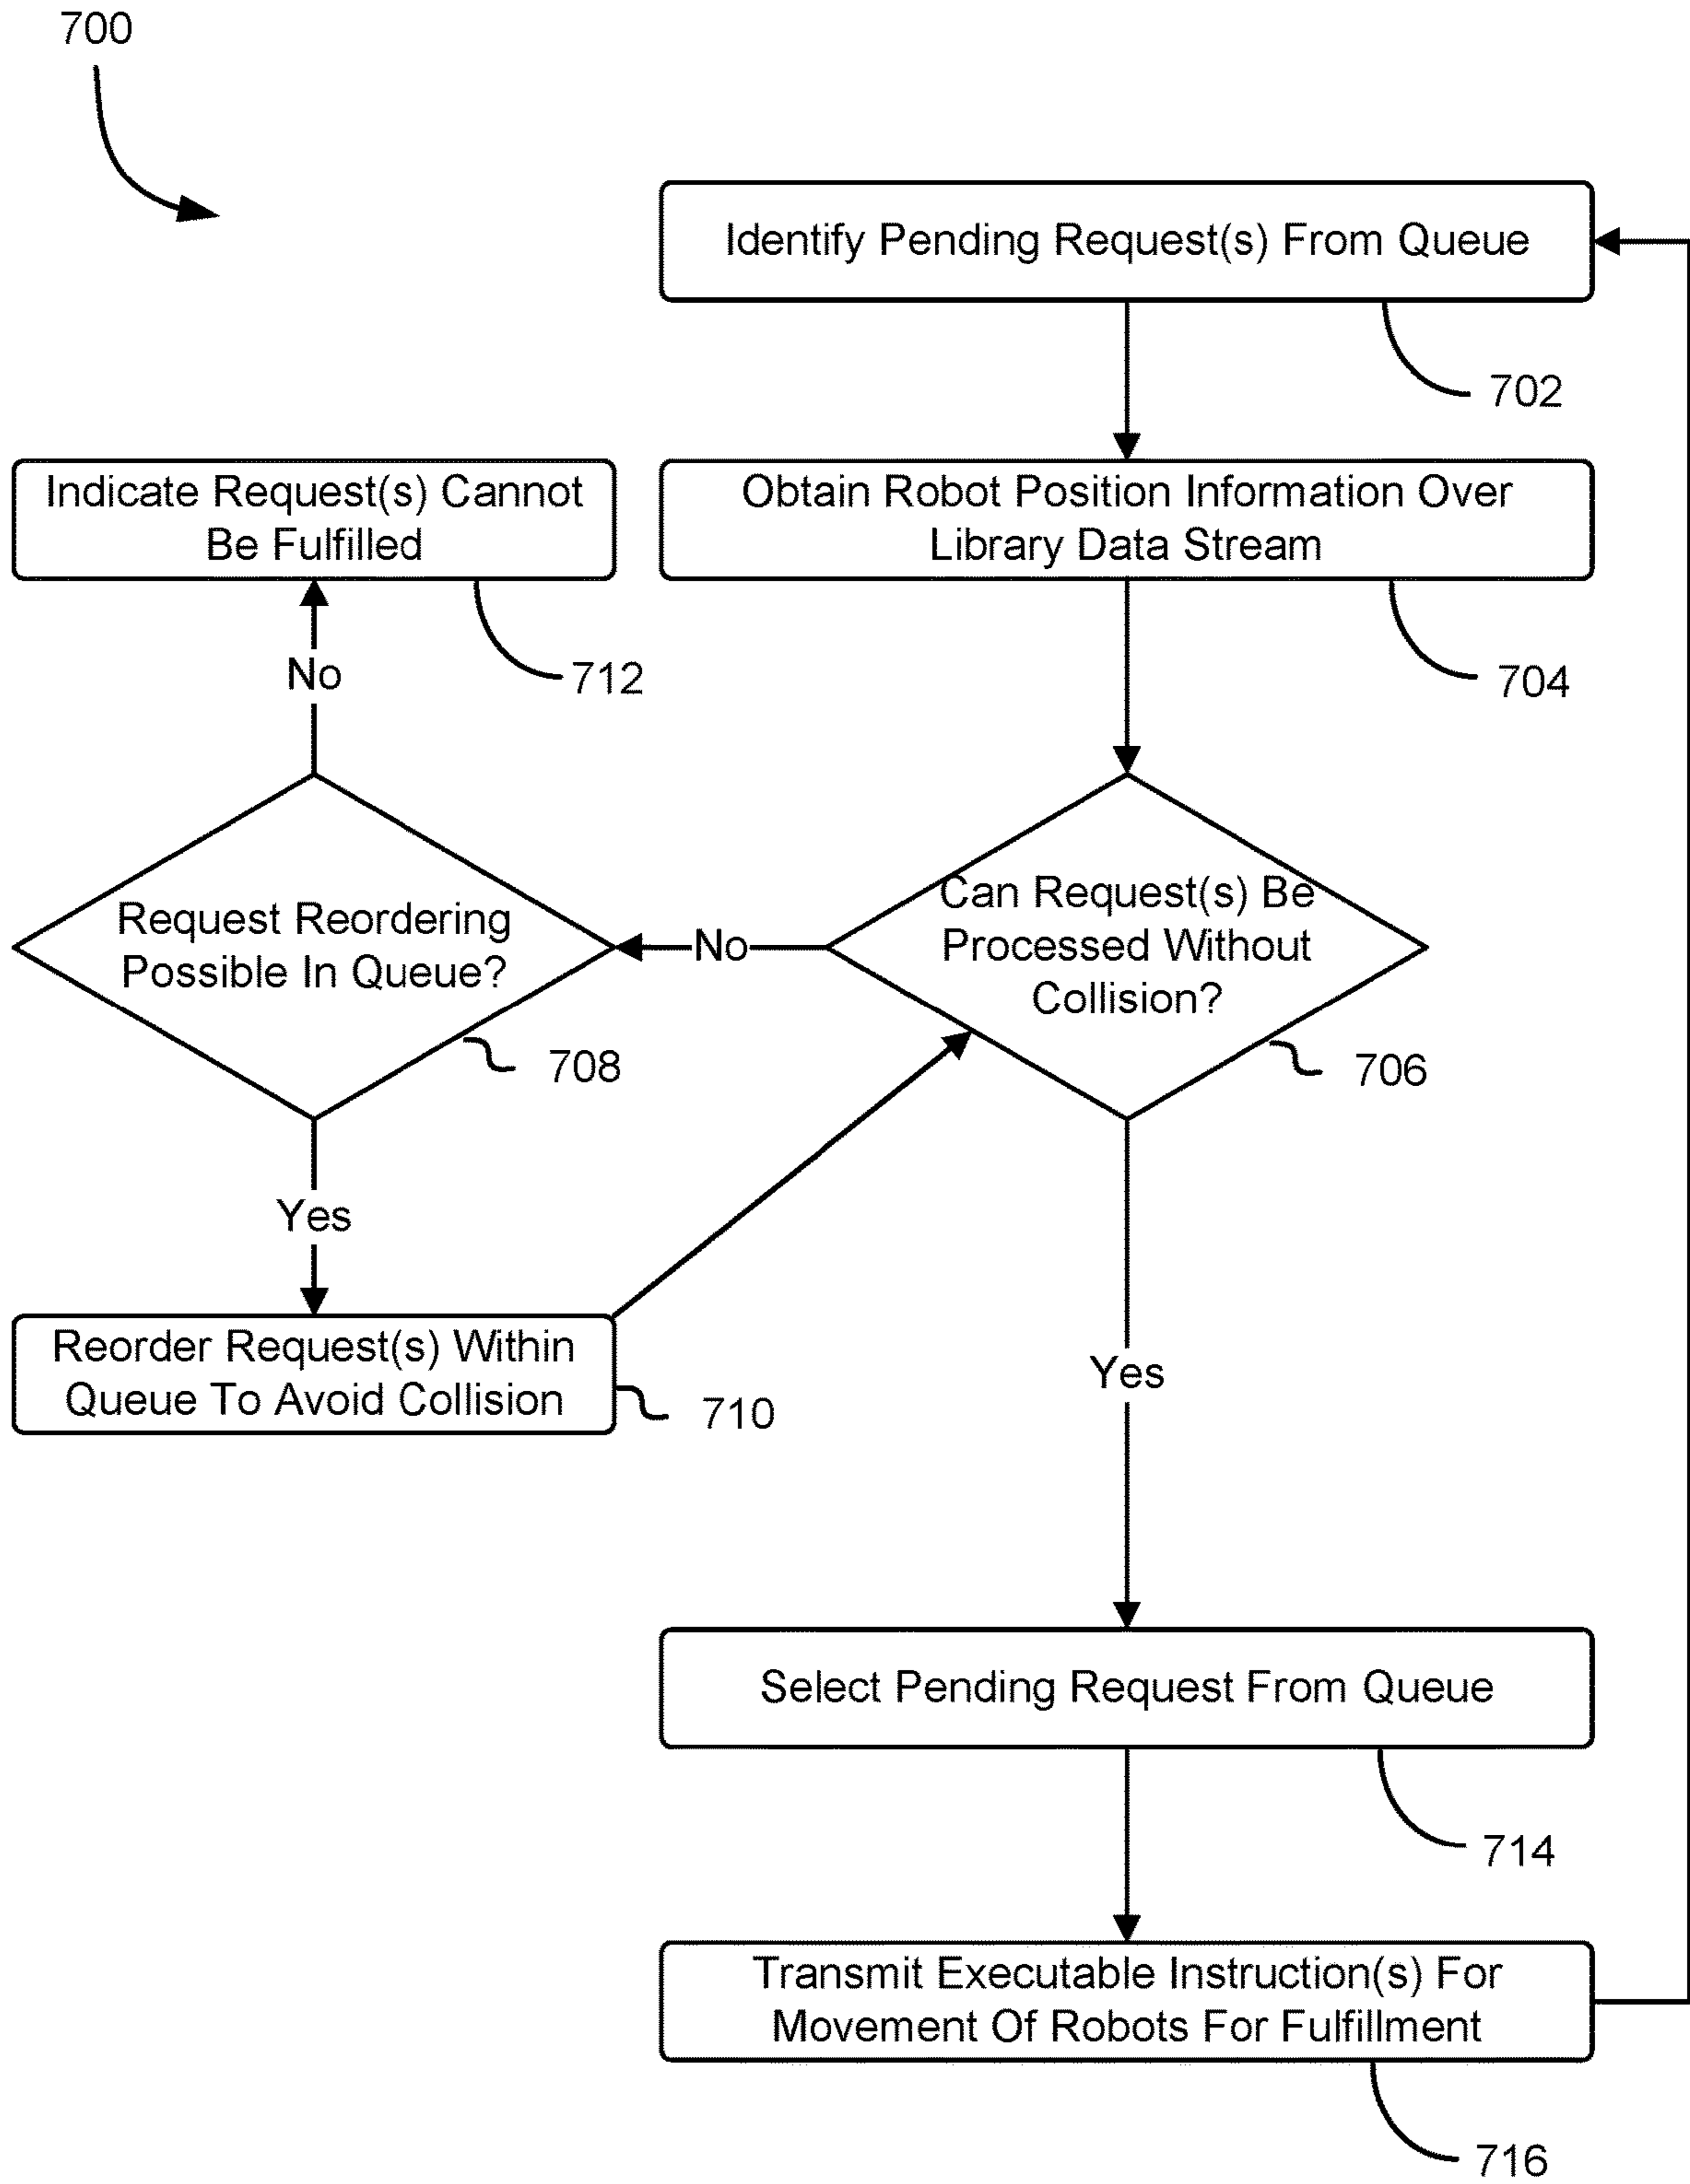 700
Identify Pending Request(s) From Queue
702
Obtain Robot Position Information Over
Library Data Stream
704
Indicate Request(s) Cannot
Be Fulfilled
712
No
Can Request(s) Be
Processed Without
Collision?
706
No
Request Reordering
Possible In Queue?
708
Yes
Reorder Request(s) Within
Queue To Avoid Collision
710
Yes
Select Pending Request From Queue
714
Transmit Executable Instruction(s) For
Movement Of Robots For Fulfillment
716